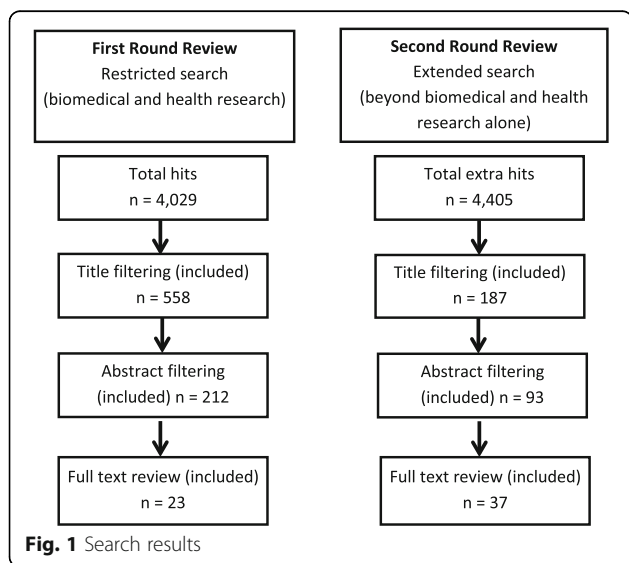 First Round Review
Restricted search
(biomedical and health research)
Total hits
n = 4,029
Title filtering (included)
n = 558
Abstract filtering
(included) n = 212
Full text review (included)
n = 23
Second Round Review
Extended search
(beyond biomedical and health
research alone)
Total extra hits
n = 4,405
Title filtering (included)
n = 187
Abstract filtering
(included) n = 93
Full text review (included)
n = 37
Fig. 1 Search results